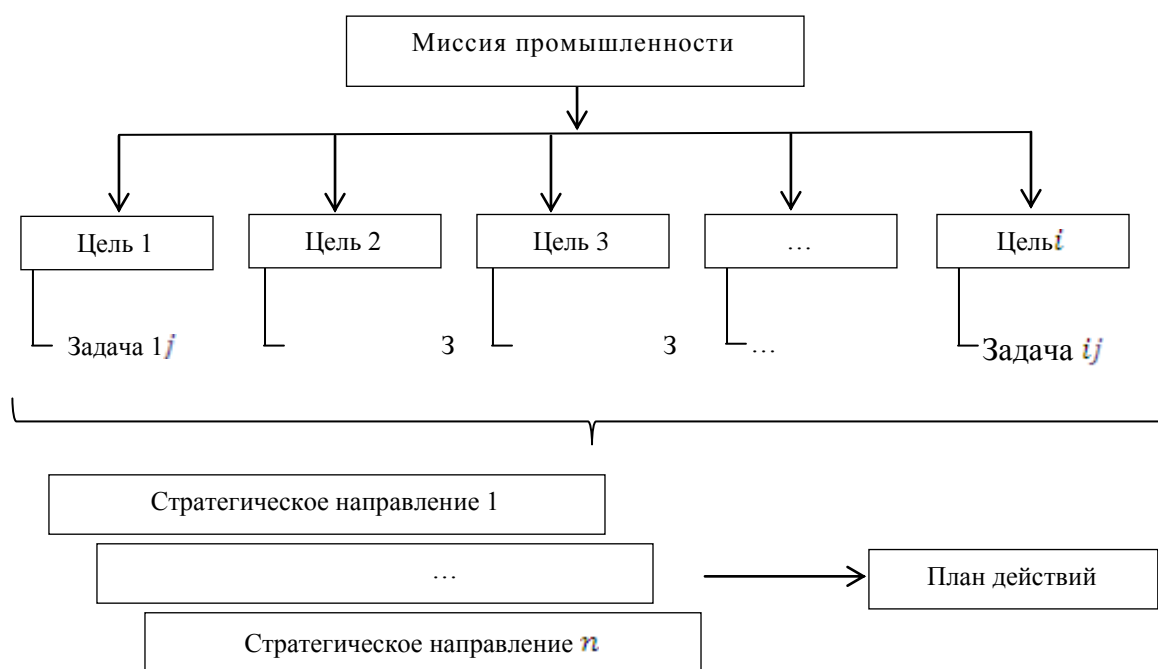 Миссия промышленности
Цель 1
Цель 2
Цель 3
…
Цель i
Задача 1j
З
З
…
Задача ij
Стратегическое направление 1
…
План действий
Стратегическое направление n